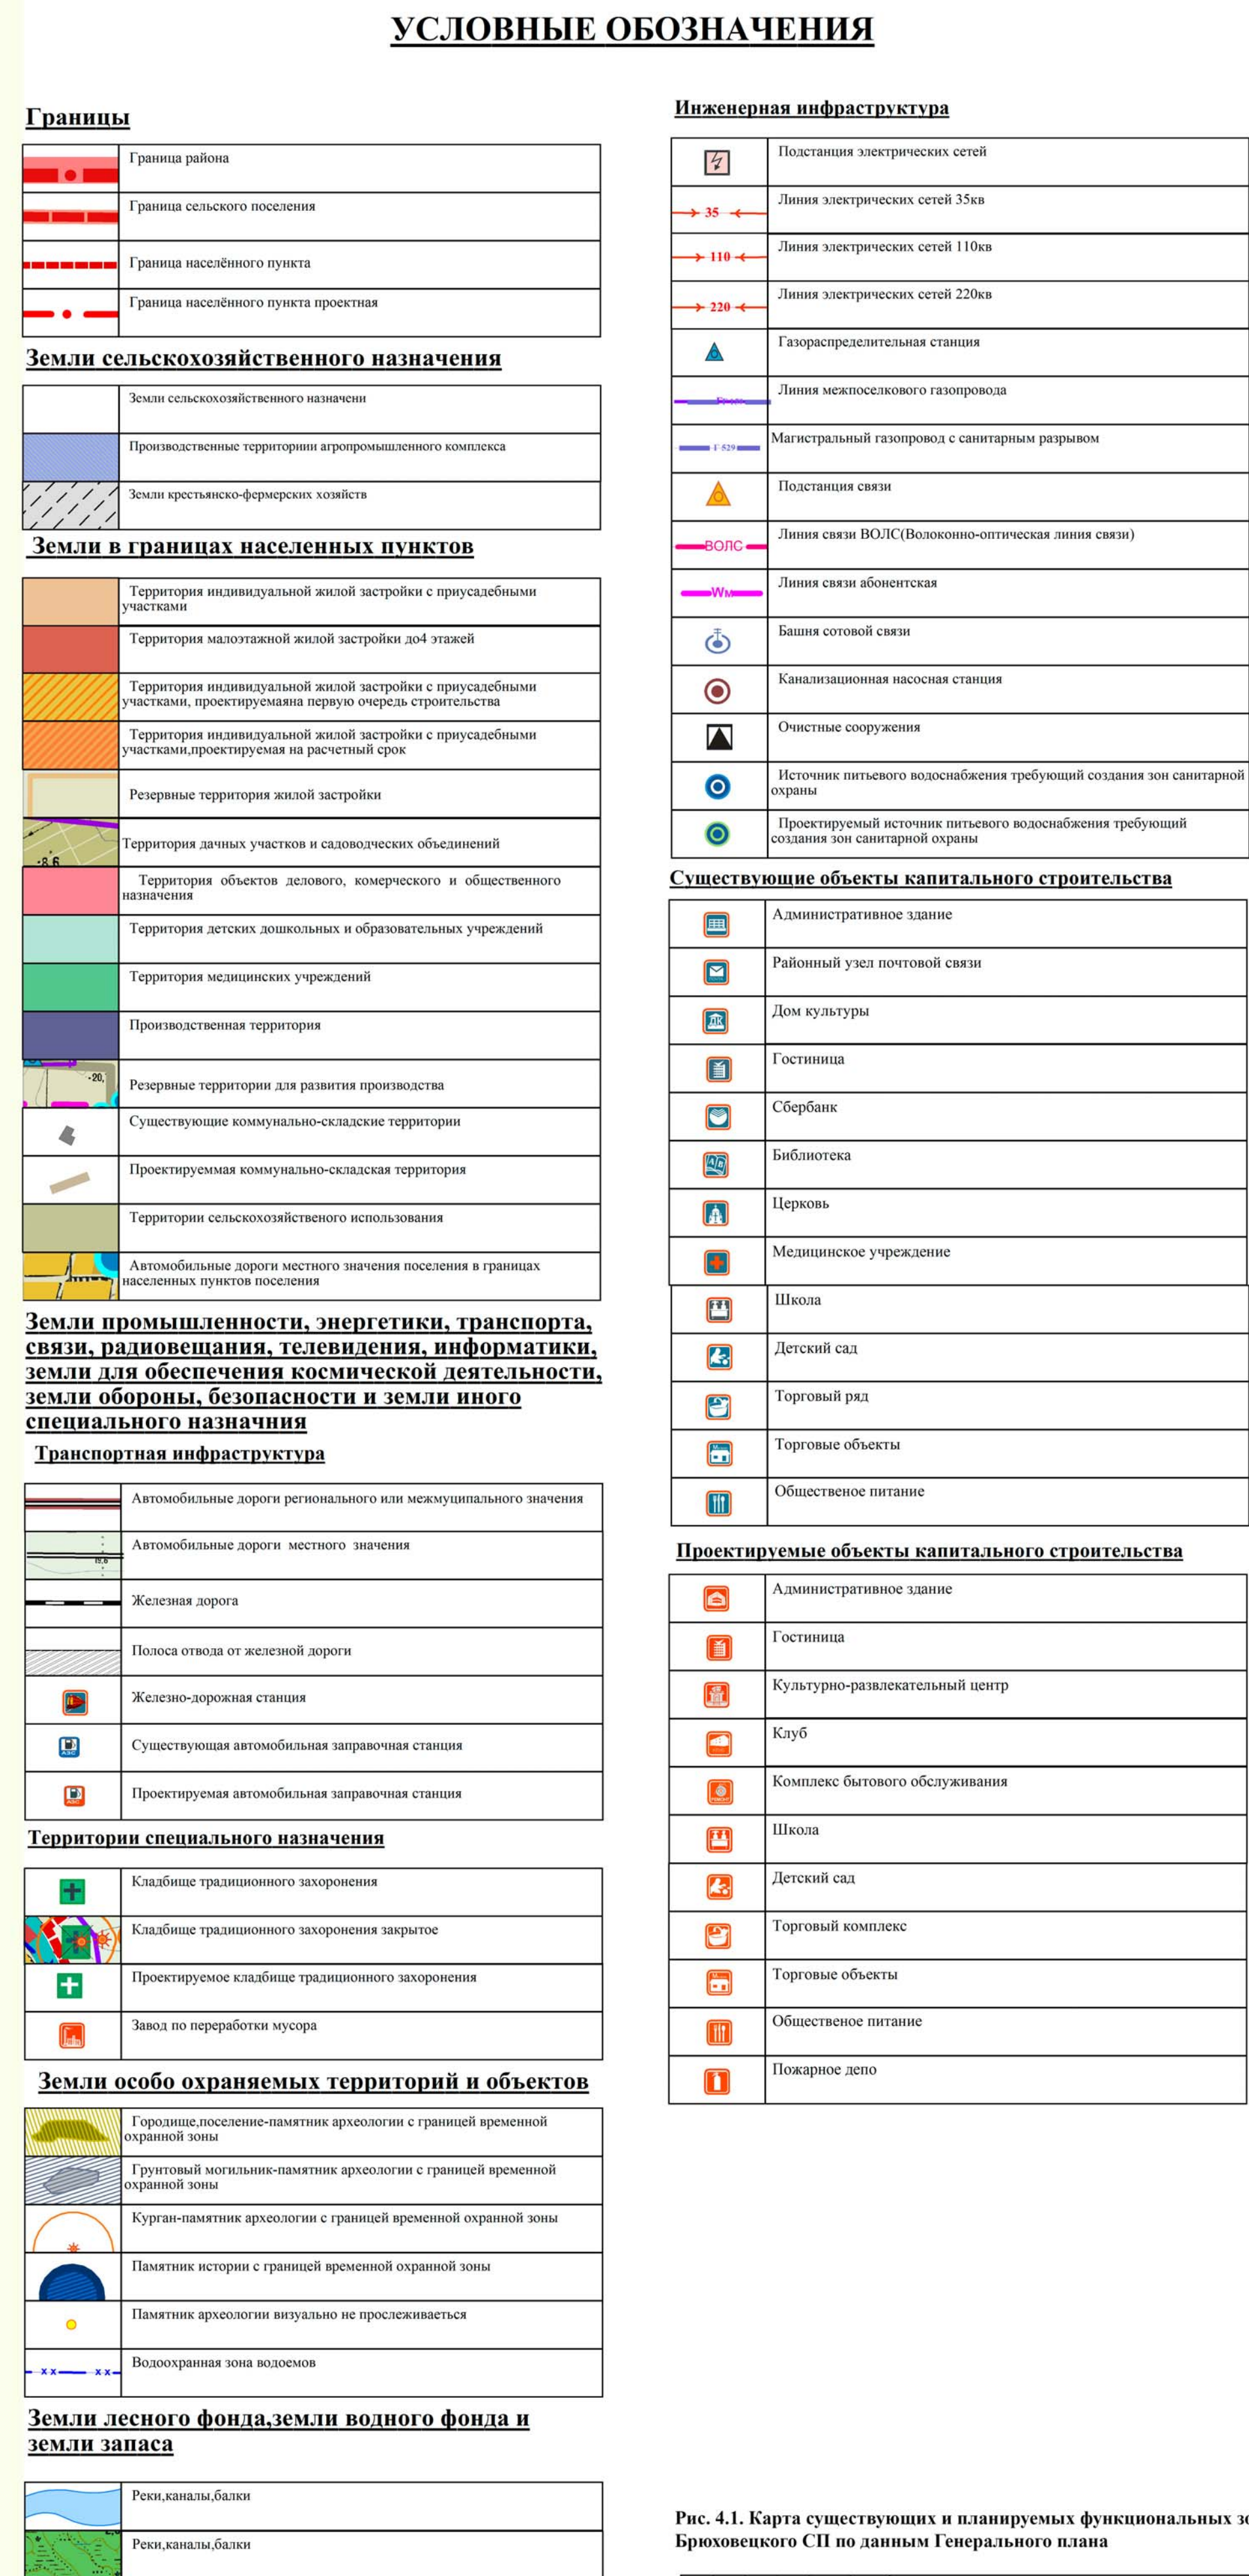 УСЛОВНЫЕ ОБОЗНАЧЕНИЯ
Границы
Граница района
Граница сельского поселения
Граница населённого пункта
Граница населённого пункта проектная
Земли сельскохозяйственного назначения
Земли сельскохозяйственного назначени
Производственные территориии агропромышленного комплекса
Земли крестьянско-фермерских хозяйств
Земли в границах населенных пунктов
Территория индивидуальной жилой застройки с приусадебными
участками
Территория малоэтажной жилой застройки до4 этажей
Территория индивидуальной жилой застройки с приусадебными
участками, проектируемаяна первую очередь строительства
Территория индивидуальной жилой застройки с приусадебными
участками,проектируемая на расчетный срок
Резервные территория жилой застройки
-8,6
Территория дачных участков и садоводческих объединений
Территория объектов делового, комерческого и общественного
назначения
Территория детских дошкольных и образовательных учреждений
Территория медицинских учреждений
Производственная территория
-20,
Резервные территории для развития производства
Существующие коммунально-складские территории
Проектируеммая коммунально-складская территория
Территории сельскохозяйственого использования
Автомобильные дороги местного значения поселения в границах
населенных пунктов поселения
Земли промышленности, энергетики, транспорта,
связи, радиовещания, телевидения, информатики,
земли для обеспечения космической деятельности,
земли обороны, безопасности и земли иного
специального назначния
Транспортная инфраструктура
Автомобильные дороги регионального или межмуципального значения
Автомобильные дороги местного значения
19,6
Железная дорога
Полоса отвода от железной дороги
Железно-дорожная станция
АЗС
Существующая автомобильная заправочная станция
АЗС
Проектируемая автомобильная заправочная станция
Территории специального назначения
Кладбище традиционного захоронения
Кладбище традиционного захоронения закрытое
Проектируемое кладбище традиционного захоронения
Завод по переработки мусора
Земли особо охраняемых территорий и объектов
Городище,поселение-памятник археологии с границей временной
охранной зоны
Грунтовый могильник-памятник археологии с границей временной
охранной зоны
Курган-памятник археологии с границей временной охранной зоны
Памятник истории с границей временной охранной зоны
Памятник археологии визуально не прослеживаеться
x x x x
Водоохранная зона водоемов
Земли лесного фонда,земли водного фонда и
земли запаса
Реки,каналы,балки
Реки,каналы,балки
Инженерная инфраструктура
Подстанция электрических сетей
35
Линия электрических сетей 35кв
110
Линия электрических сетей 110кв
220
Линия электрических сетей 220кв
Газораспределительная станция
Линия межпоселкового газопровода
Г 529
Магистральный газопровод с санитарным разрывом
Подстанция связи
ВОЛС
Линия связи ВОЛС(Волоконно-оптическая линия связи)
Wм
Линия связи абонентская
Башня сотовой связи
Канализационная насосная станция
Очистные сооружения
Источник питьевого водоснабжения требующий создания зон санитарной
охраны
Проектируемый источник питьевого водоснабжения требующий
создания зон санитарной охраны
Существующие объекты капитального строительства
Административное здание
Районный узел почтовой связи
ДК
Дом культуры
Гостиница
Сбербанк
Библиотека
Церковь
Медицинское учреждение
Школа
Детский сад
Торговый ряд
Торговые объекты
Общественое питание
Проектируемые объекты капитального строительства
Административное здание
Гостиница
Культурно-развлекательный центр
Клуб
Комплекс бытового обслуживания
Школа
Детский сад
Торговый комплекс
Торговые объекты
Общественое питание
Пожарное депо
Рис. 4.1. Карта существующих и планируемых функциональных зо
Брюховецкого СП по данным Генерального плана